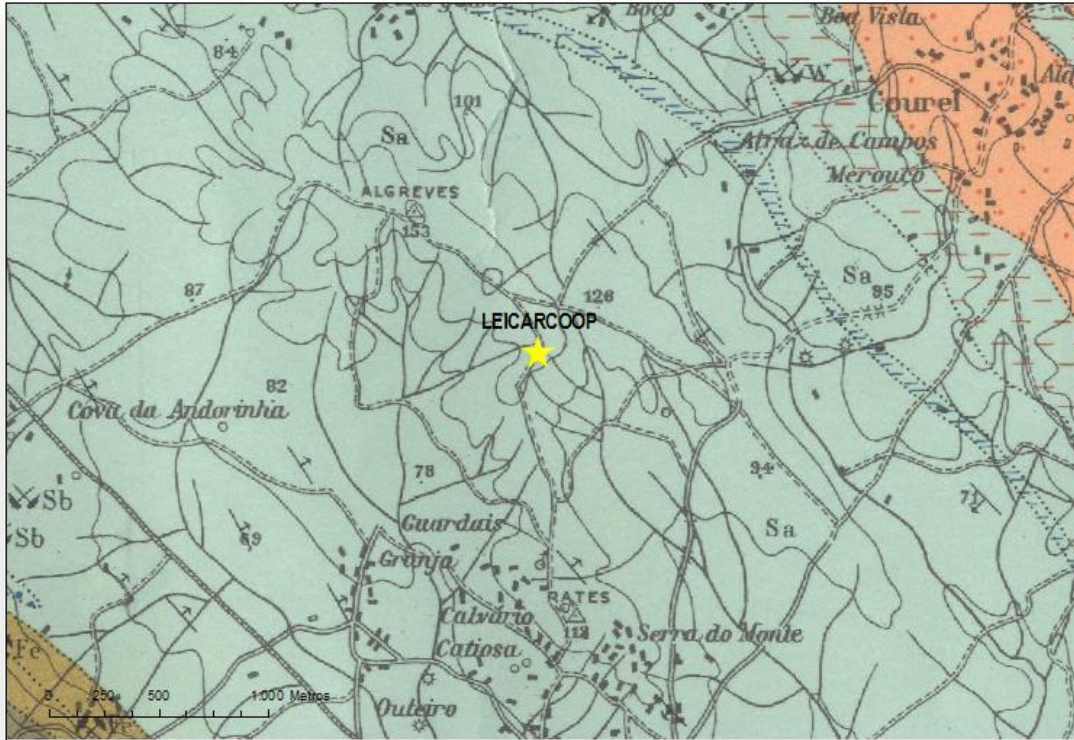 Boco
Boa Vista
84
W
101
Courel
Sa
Atraz de Campos
Merouço
ALGREVES
153
Sa
95
87
126
LEICARCOOP
82
Cova da Andorinha
78
94
71
Sb
Guardais
Sa
Sb
69
Granja
RATES
Calvário
112
Serra do Monte
Catiosa
Fe
0 250 500 1.000 Metros
Outeiro